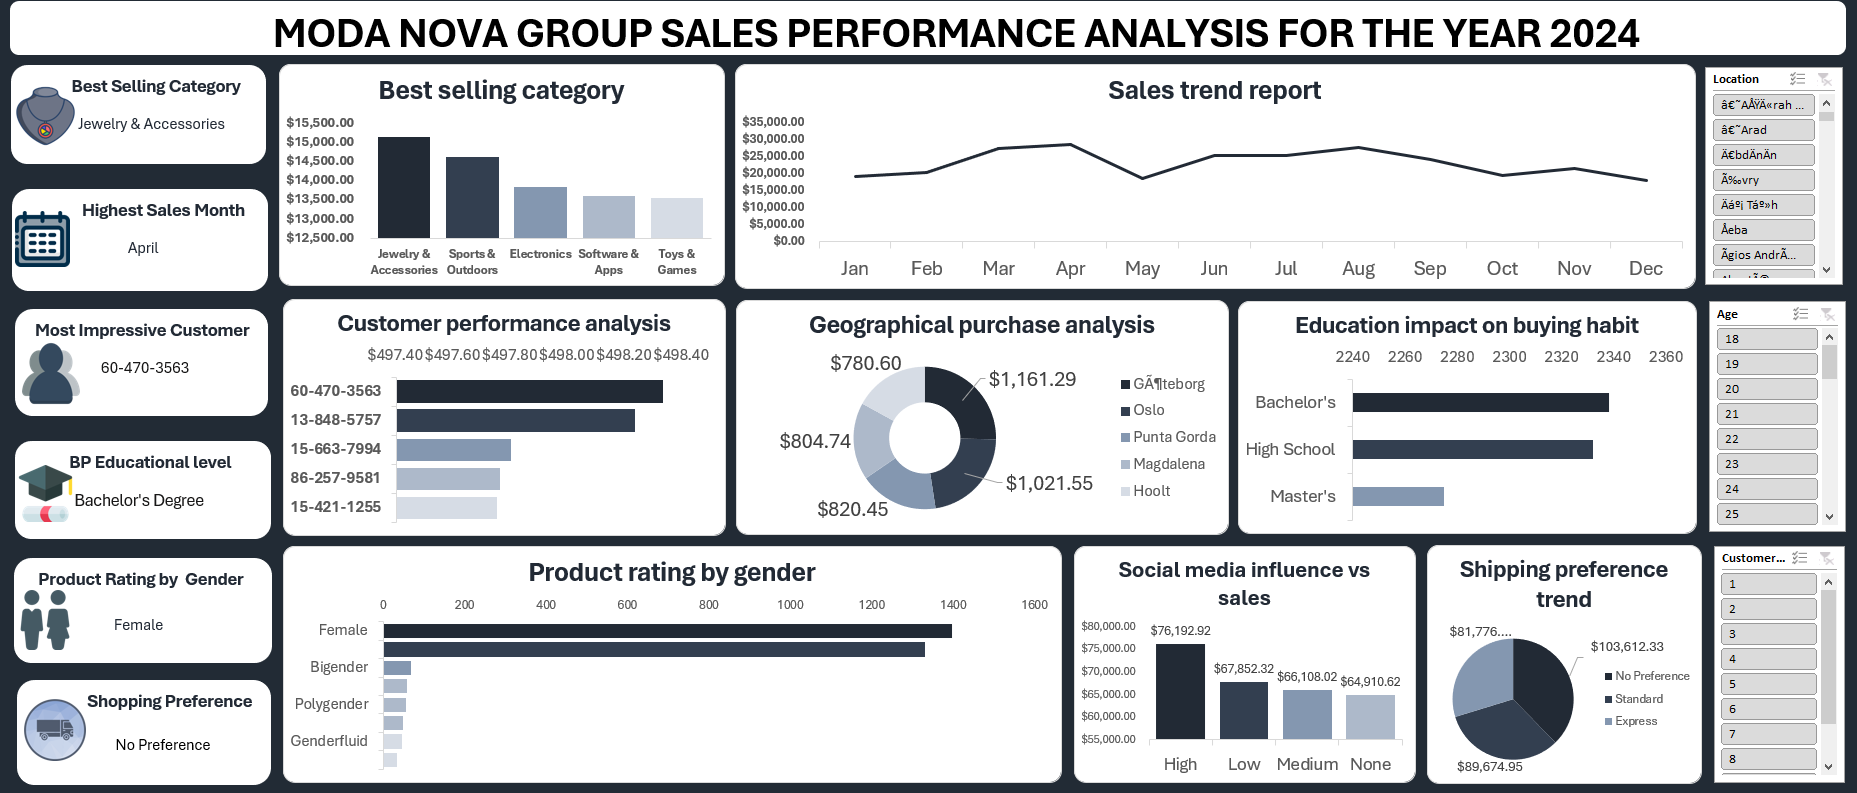 MODA NOVA GROUP SALES PERFORMANCE ANALYSIS FOR THE YEAR 2024
Best Selling Category
Jewelry & Accessories
Highest Sales Month
April
Most Impressive Customer
60-470-3563
BP Educational level
Bachelor's Degree
Product Rating by Gender
Female
Shopping Preference
No Preference
Best selling category
$15,500.00
$15,000.00
$14,500.00
$14,000.00
$13,500.00
$13,000.00
$12,500.00
Jewelry &
Accessories
Sports &
Outdoors
Electronics
Software &
Apps
Toys &
Games
Sales trend report
$35,000.00
$30,000.00
$25,000.00
$20,000.00
$15,000.00
$10,000.00
$5,000.00
$0.00
Jan Feb Mar Apr May Jun Jul Aug Sep Oct Nov Dec
Location
â€˜AÅŸÄ«rah ...
â€˜Arad
Ä€bdÄnÄn
Ã‰vry
Äáº¡i Táº»h
Åeba
Ãgios AndrÃ...
Customer performance analysis
$497.40 $497.60 $497.80 $498.00 $498.20 $498.40
60-470-3563
13-848-5757
15-663-7994
86-257-9581
15-421-1255
Geographical purchase analysis
$780.60
$1,161.29
$804.74
$1,021.55
$820.45
GÃ¶teborg
Oslo
Punta Gorda
Magdalena
Hoolt
Education impact on buying habit
2240 2260 2280 2300 2320 2340 2360
Bachelor's
High School
Master's
Age
18
19
20
21
22
23
24
25
Product rating by gender
0 200 400 600 800 1000 1200 1400 1600
Female
Bigender
Polygender
Genderfluid
Social media influence vs
sales
$80,000.00
$75,000.00
$70,000.00
$65,000.00
$60,000.00
$55,000.00
$76,192.92
$67,852.32
$66,108.02
$64,910.62
High Low Medium None
Shipping preference
trend
$81,776....
$103,612.33
$89,674.95
No Preference
Standard
Express
Customer...
1
2
3
4
5
6
7
8